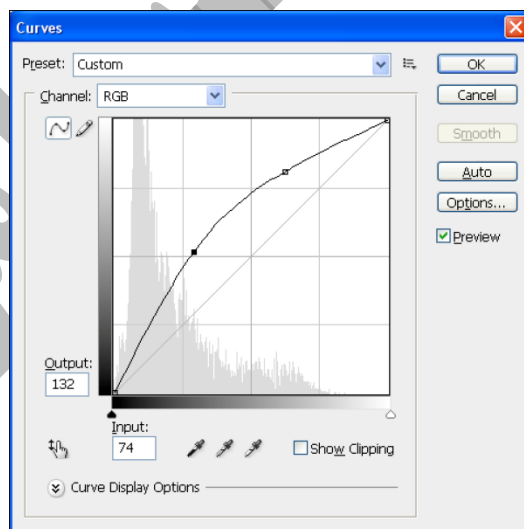 Curves
Preset: Custom
OK
Channel: RGB
Cancel
Smooth
Auto
Options...
Preview
Output:
132
Input:
74
Show Clipping
Curve Display Options